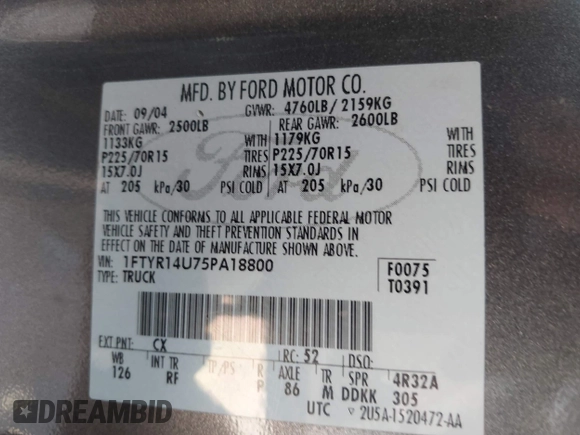 MFD. BY FORD MOTOR CO.
DATE: 09/04 GVWR: 4760LB/ 2159KG
FRONT GAWR: 2500LB REAR GAWR: 2600LB
1133KG WITH 1179KG WITH
P225/70R15 TIRES P225/70R15 TIRES
15X7.0J RIMS 15X7.0J RIMS
AT 205 kPa/30 PSI COLD AT 205 kPa/30 PSI COLD
Ford
THIS VEHICLE CONFORMS TO ALL APPLICABLE FEDERAL MOTOR
VEHICLE SAFETY AND THEFT PREVENTION STANDARDS IN
EFFECT ON THE DATE OF MANUFACTURE SHOWN ABOVE.
VIN: 1FTYR14U75PA18800 F0075
TYPE: TRUCK T0391
EXT PNT: CX RC: 52 DSO:
WB INT TR TP/PS R AXLE TR SPR 4R32A
126 RF P 86 M DDKK 305
UTC ▽ 2U5A-1520472-AA
DREAMBID